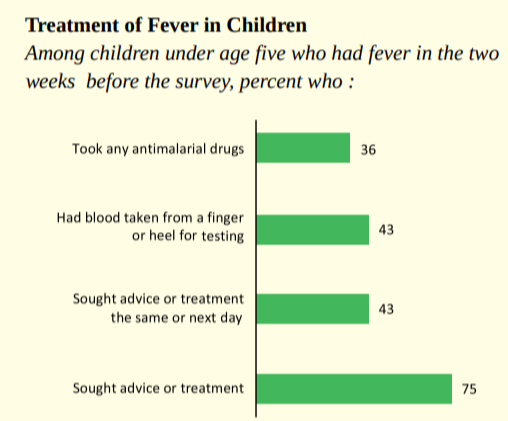 Treatment of Fever in Children
Among children under age five who had fever in the two
weeks before the survey, percent who :
Took any antimalarial drugs
36
Had blood taken from a finger
or heel for testing
43
Sought advice or treatment
the same or next day
43
Sought advice or treatment
75